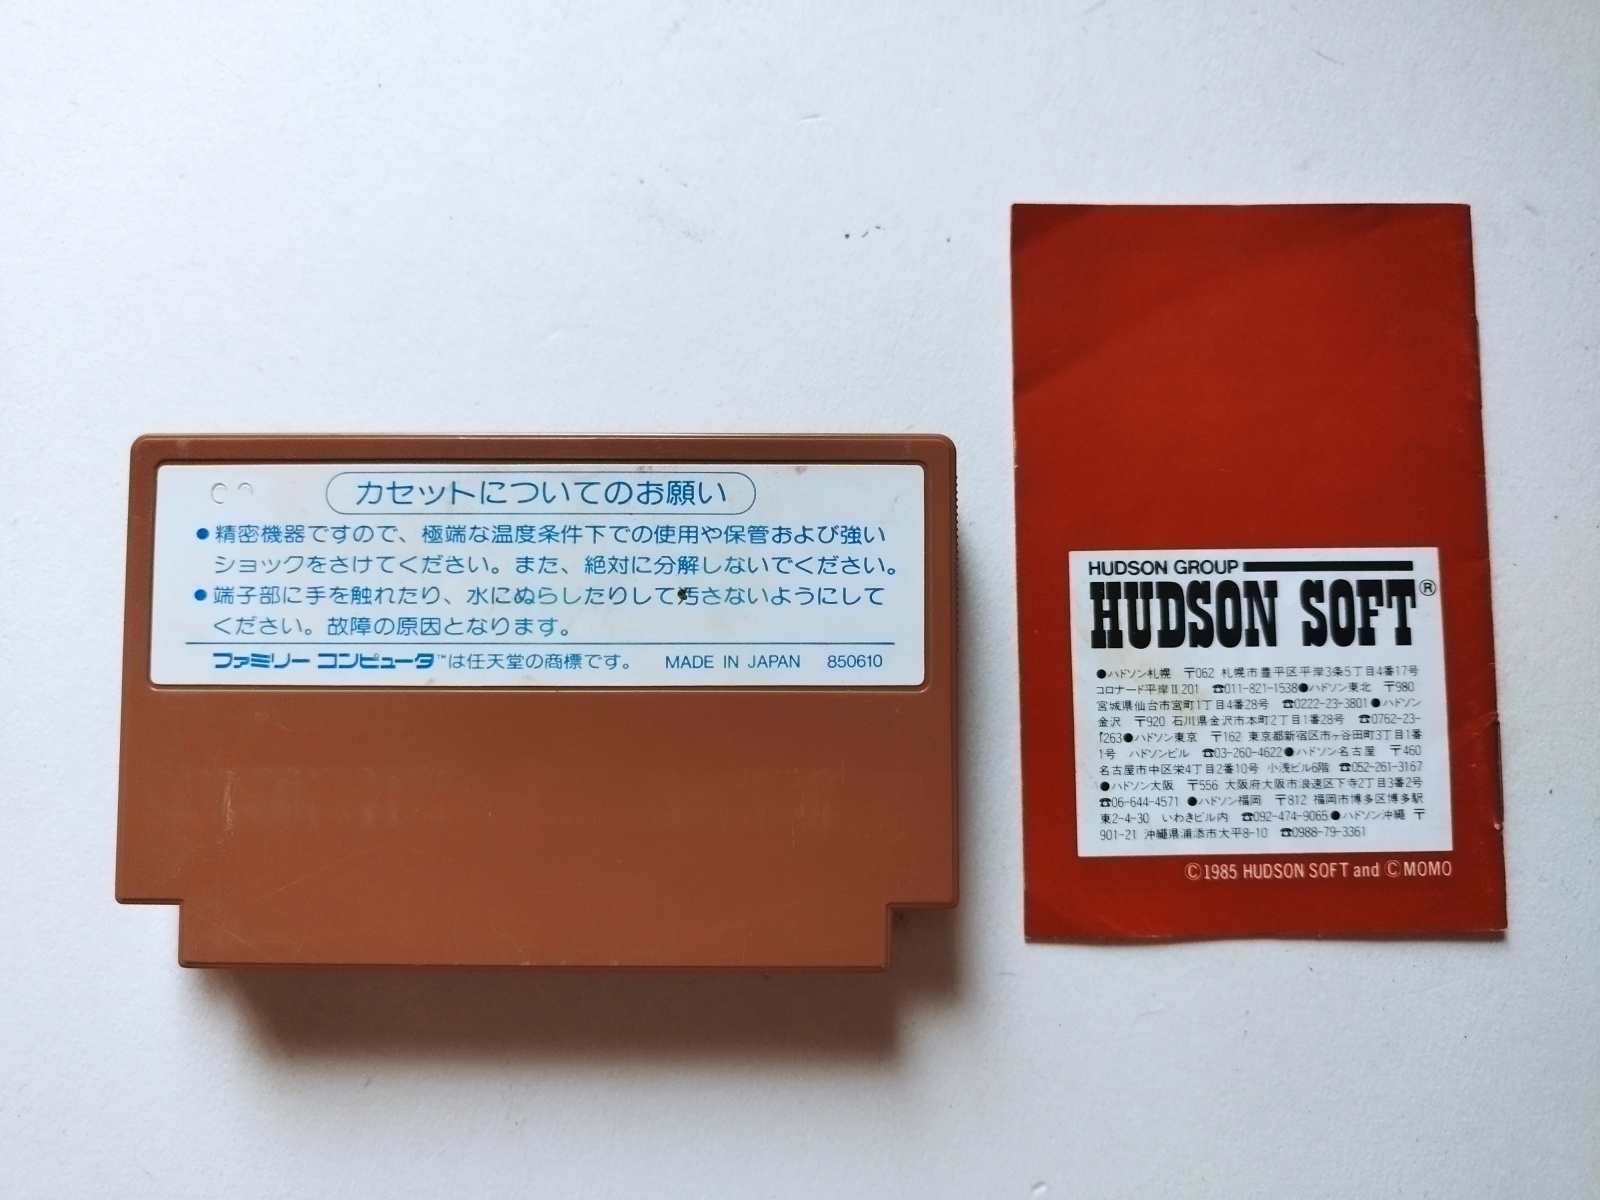 カセットについてのお願い
●精密機器ですので、極端な温度条件下での使用や保管および強い
ショックをさけてください。また、絶対に分解しないでください。
●端子部に手を触れたり、水にぬらしたりして汚さないようにして
ください。故障の原因となります。
ファミリー コンピュータ™は任天堂の商標です。 MADE IN JAPAN 850610
HUDSON GROUP
HUDSON SOFT®
●ハドソン札幌 〒062 札幌市豊平区平岸3条5丁目4番17号
コロナード平岸Ⅱ201 ☎011-821-1538●ハドソン東北 〒980
宮城県仙台市宮町1丁目4番28号 ☎0222-23-3801●ハドソン
金沢 〒920 石川県金沢市本町2丁目1番28号 ☎0762-23-
1263●ハドソン東京 〒162 東京都新宿区市ヶ谷田町3丁目1番
1号 ハドソンビル ☎03-260-4622●ハドソン名古屋 〒460
名古屋市中区栄4丁目2番10号 小浅ビル6階 ☎052-261-3167
●ハドソン大阪 〒556 大阪府大阪市浪速区下寺2丁目3番2号
☎06-644-4571 ●ハドソン福岡 〒812 福岡市博多区博多駅
東2-4-30 いわきビル内 ☎092-474-9065●ハドソン沖縄 〒
901-21 沖縄県浦添市大平8-10 ☎0988-79-3361
©1985 HUDSON SOFT and ©MOMO